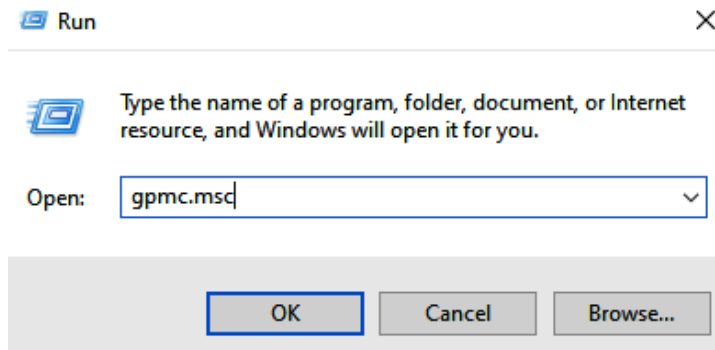 Run
Type the name of a program, folder, document, or Internet
resource, and Windows will open it for you.
Open: gpmc.msc
OK Cancel Browse...